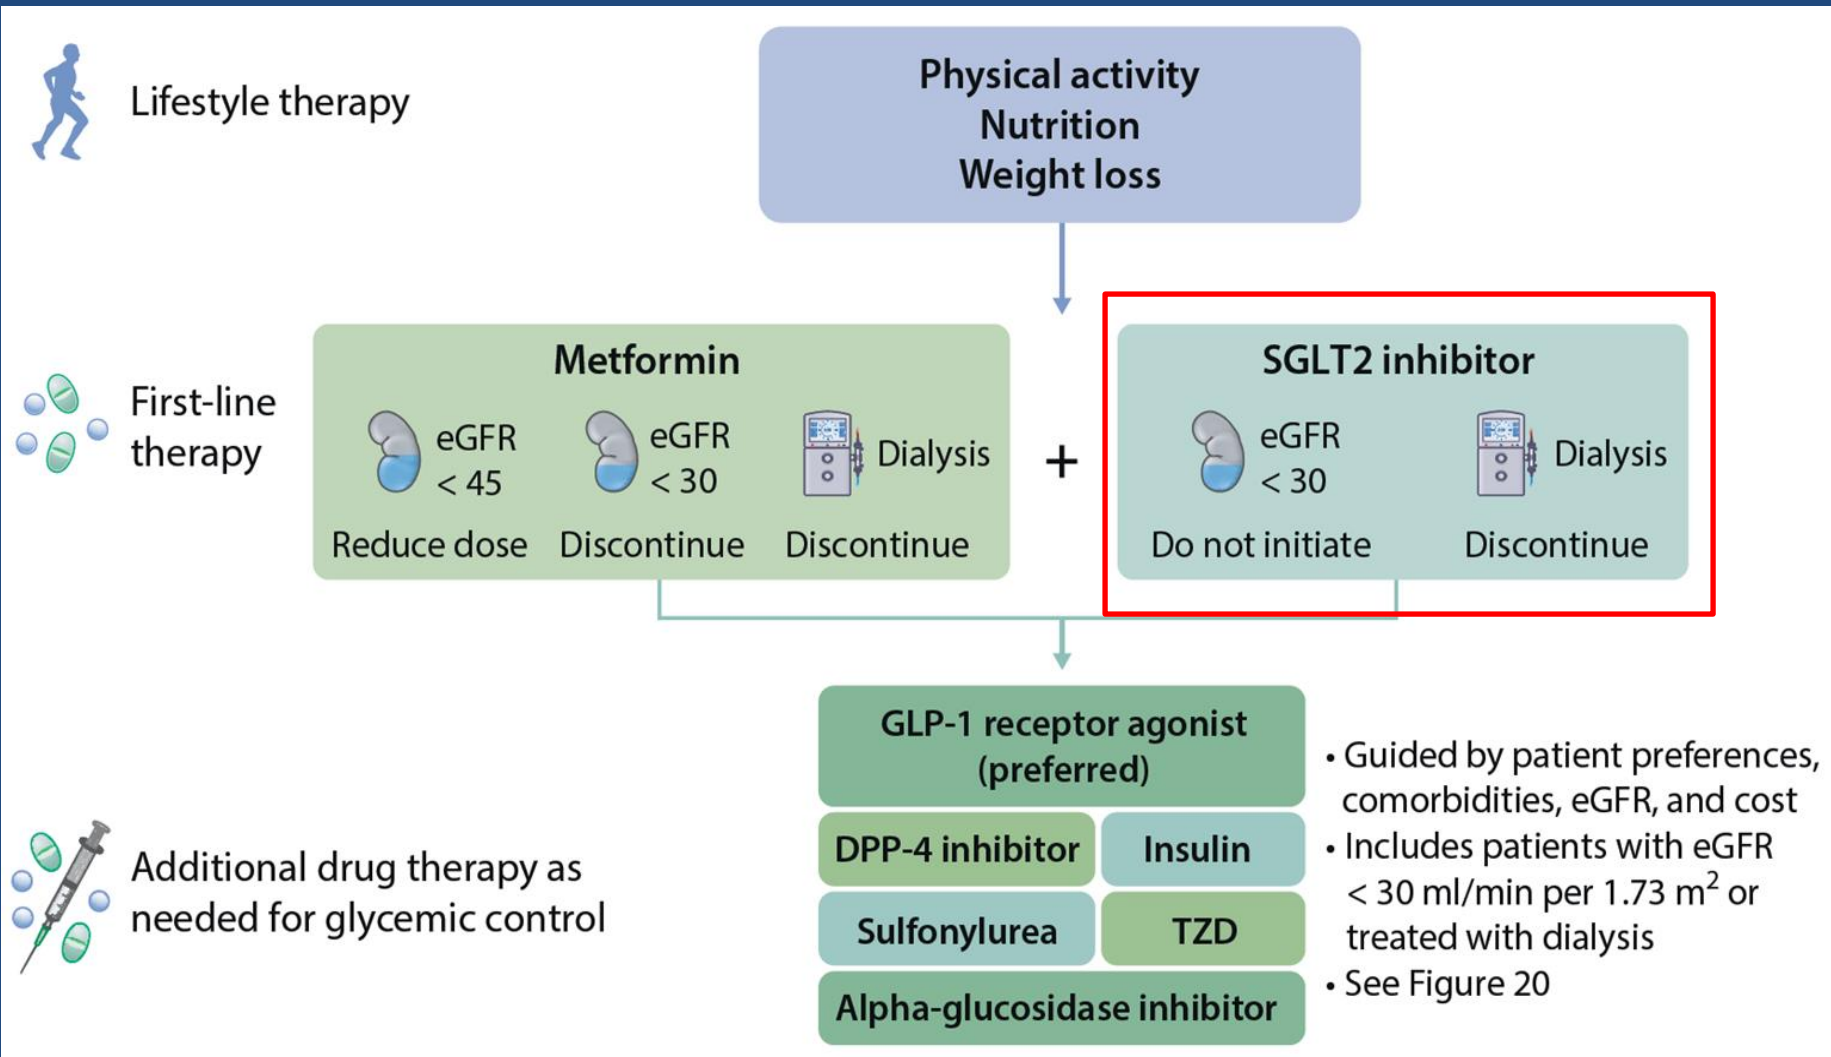 Lifestyle therapy
Physical activity
Nutrition
Weight loss
First-line
therapy
Metformin
eGFR
< 45
Reduce dose
eGFR
< 30
Discontinue
Dialysis
Discontinue
+
SGLT2 inhibitor
eGFR
< 30
Do not initiate
Dialysis
Discontinue
Additional drug therapy as
needed for glycemic control
GLP-1 receptor agonist
(preferred)
DPP-4 inhibitor
Insulin
Sulfonylurea
TZD
Alpha-glucosidase inhibitor
• Guided by patient preferences,
comorbidities, eGFR, and cost
• Includes patients with eGFR
< 30 ml/min per 1.73 m² or
treated with dialysis
• See Figure 20